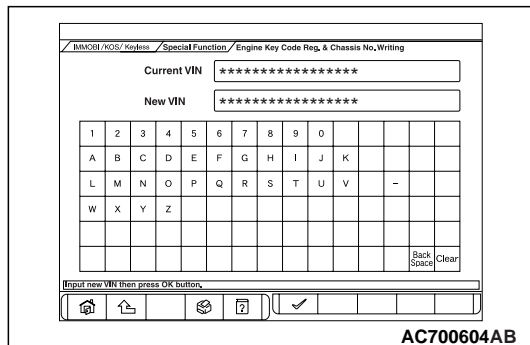 IMMOBI/KOS/Keyless / Special Function / Engine Key Code Reg. & Chassis No. Writing
Current VIN *****************
New VIN *****************
1 2 3 4 5 6 7 8 9 0
A B C D E F G H I J K
L M N O P Q R S T U V -
W X Y Z
Back Space Clear
Input new VIN then press OK button.
?
AC700604AB